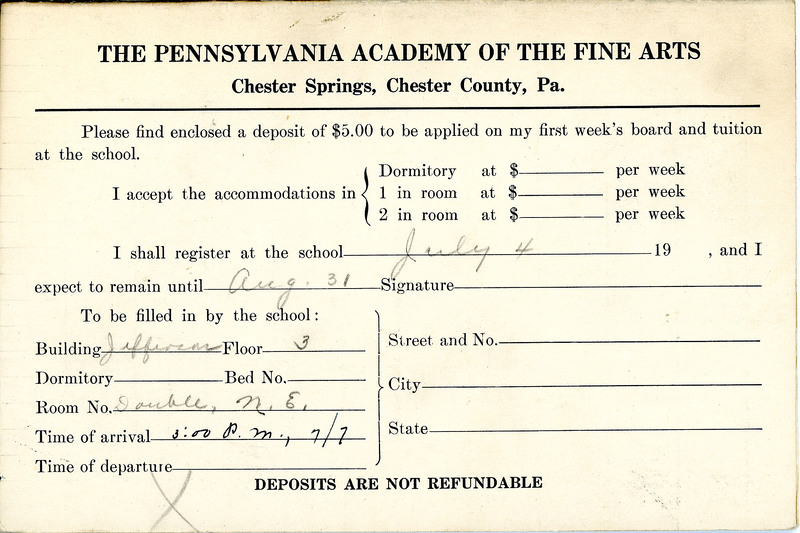 THE PENNSYLVANIA ACADEMY OF THE FINE ARTS
Chester Springs, Chester County, Pa.
Please find enclosed a deposit of $5.00 to be applied on my first week's board and tuition
at the school.
I accept the accommodations in
Dormitory at $ per week
1 in room at $ per week
2 in room at $ per week
I shall register at the school July 4 19 , and I
expect to remain until Aug. 31 Signature
To be filled in by the school:
Building Jefferson Floor 3
Dormitory Bed No.
Room No. Double, N. E.
Time of arrival 3:00 P. m., 7/7
Time of departure
Street and No.
City
State
DEPOSITS ARE NOT REFUNDABLE